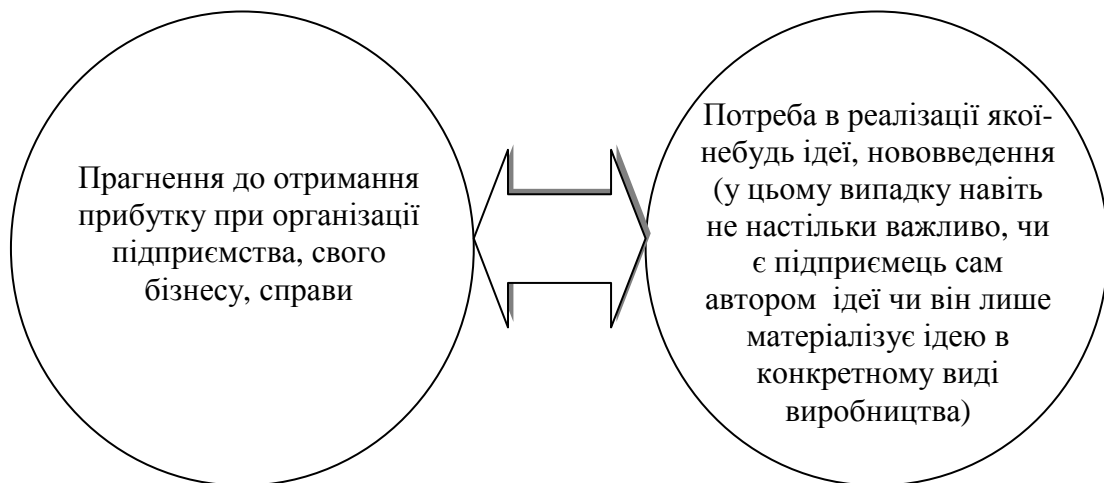 Прагнення до отримання
прибутку при організації
підприємства, свого
бізнесу, справи
Потреба в реалізації якої-
небудь ідеї, нововведення
(у цьому випадку навіть
не настільки важливо, чи
є підприємець сам
автором ідеї чи він лише
матеріалізує ідею в
конкретному виді
виробництва)